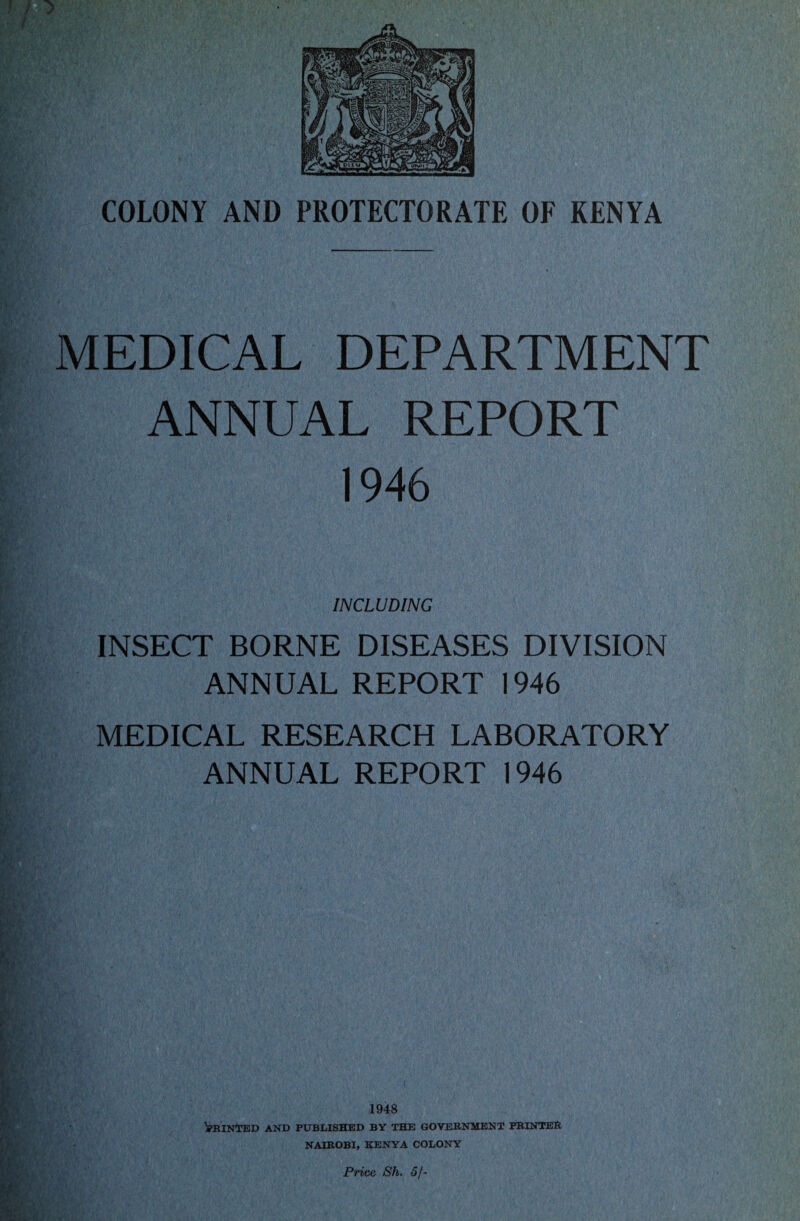 COLONY AND PROTECTORATE OF KENYA
MEDICAL DEPARTMENT
ANNUAL REPORT
1946
INCLUDING
INSECT BORNE DISEASES DIVISION
ANNUAL REPORT 1946
MEDICAL RESEARCH LABORATORY
ANNUAL REPORT 1946
1948
PRINTED AND PUBLISHED BY THE GOVERNMENT PRINTER
NAIROBI, KENYA COLONY
Price Sh. 5/-